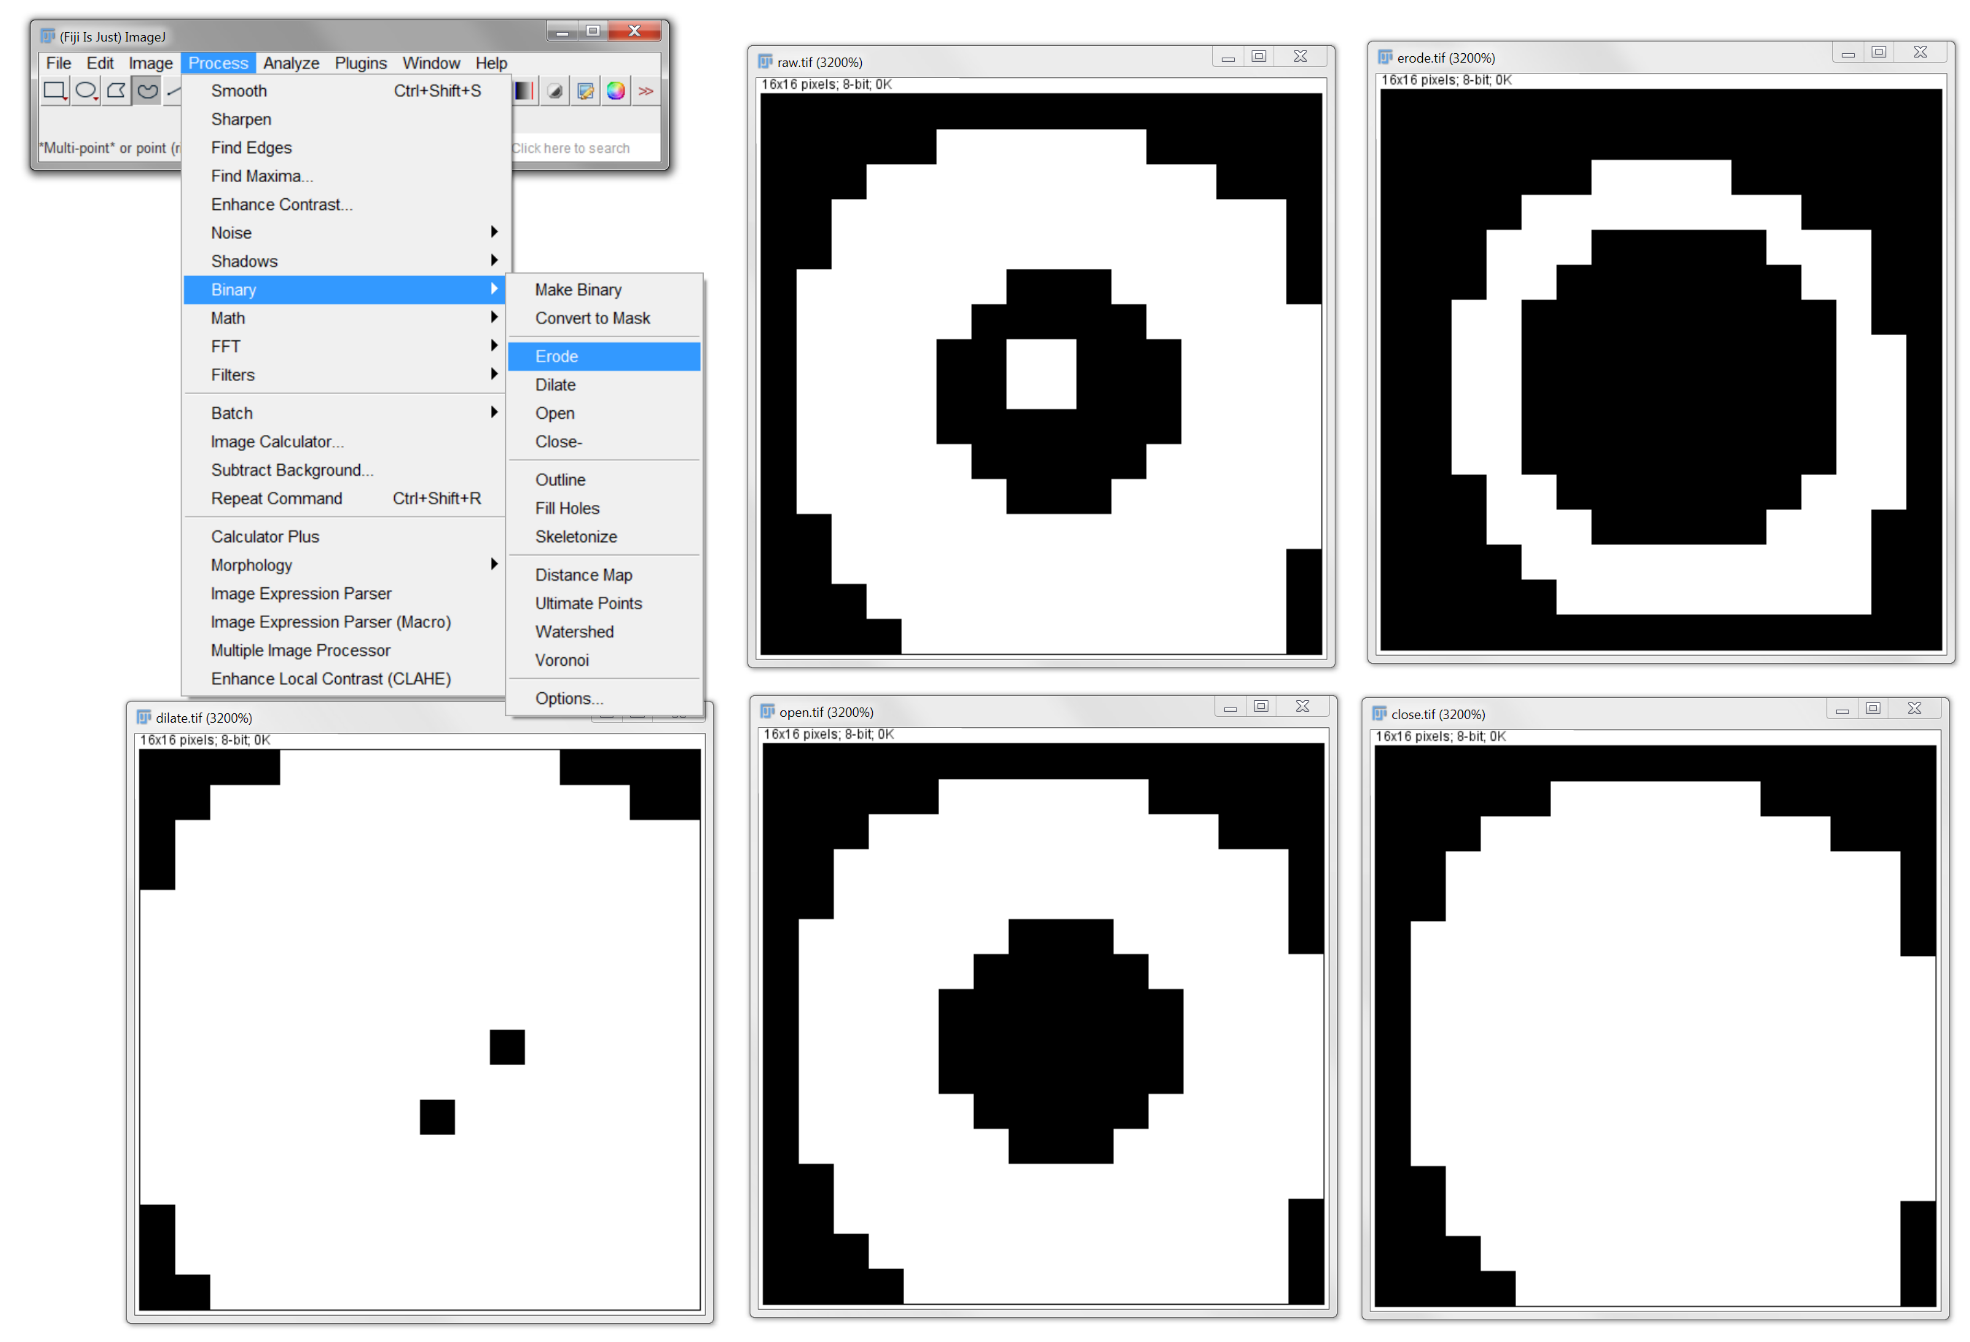 (Fiji Is Just) ImageJ
File Edit Image Process Analyze Plugins Window Help
>>
*Multi-point* or point (r
Click here to search
Smooth Ctrl+Shift+S
Sharpen
Find Edges
Find Maxima...
Enhance Contrast...
Noise
Shadows
Binary
Math
FFT
Filters
Batch
Image Calculator...
Subtract Background...
Repeat Command Ctrl+Shift+R
Calculator Plus
Morphology
Image Expression Parser
Image Expression Parser (Macro)
Multiple Image Processor
Enhance Local Contrast (CLAHE)
Make Binary
Convert to Mask
Erode
Dilate
Open
Close-
Outline
Fill Holes
Skeletonize
Distance Map
Ultimate Points
Watershed
Voronoi
Options...
raw.tif (3200%)
16x16 pixels; 8-bit; 0K
erode.tif (3200%)
16x16 pixels; 8-bit; 0K
dilate.tif (3200%)
16x16 pixels; 8-bit; 0K
open.tif (3200%)
16x16 pixels; 8-bit; 0K
close.tif (3200%)
16x16 pixels; 8-bit; 0K